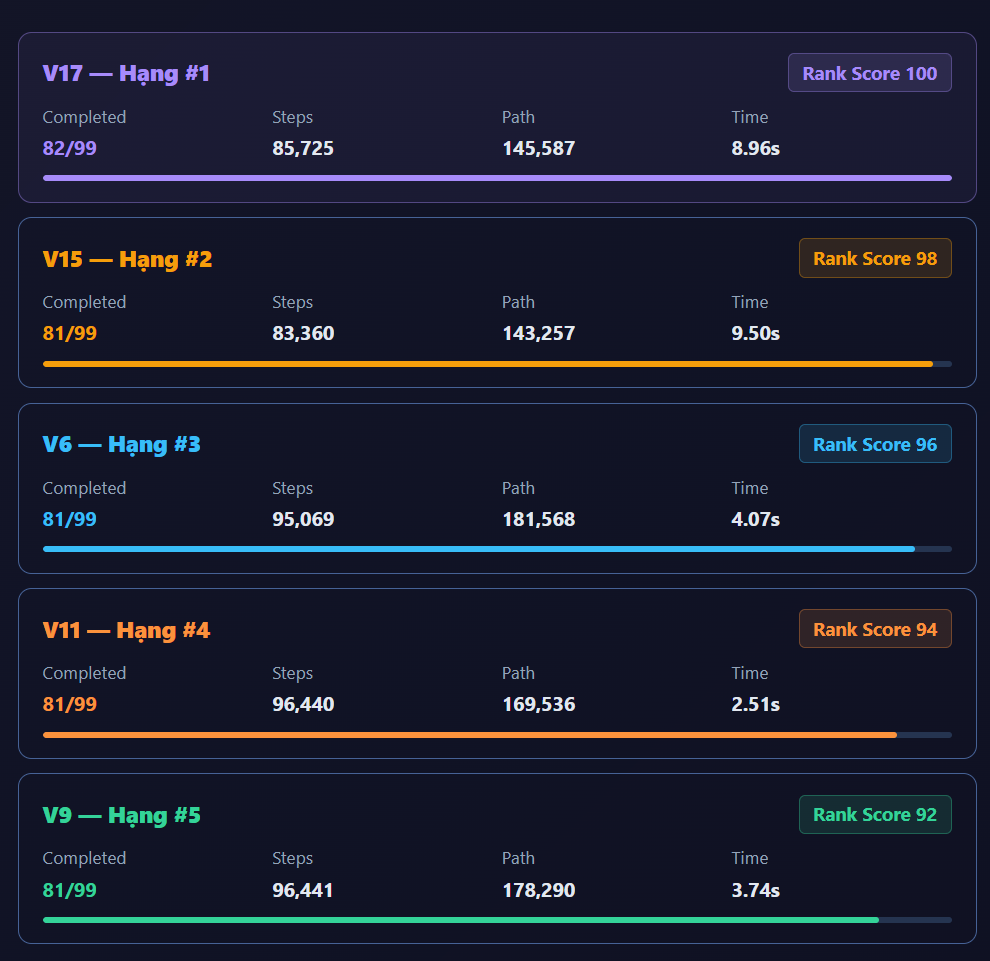 V17 — Hạng #1
Rank Score 100
Completed Steps Path Time
82/99 85,725 145,587 8.96s
V15 — Hạng #2
Rank Score 98
Completed Steps Path Time
81/99 83,360 143,257 9.50s
V6 — Hạng #3
Rank Score 96
Completed Steps Path Time
81/99 95,069 181,568 4.07s
V11 — Hạng #4
Rank Score 94
Completed Steps Path Time
81/99 96,440 169,536 2.51s
V9 — Hạng #5
Rank Score 92
Completed Steps Path Time
81/99 96,441 178,290 3.74s